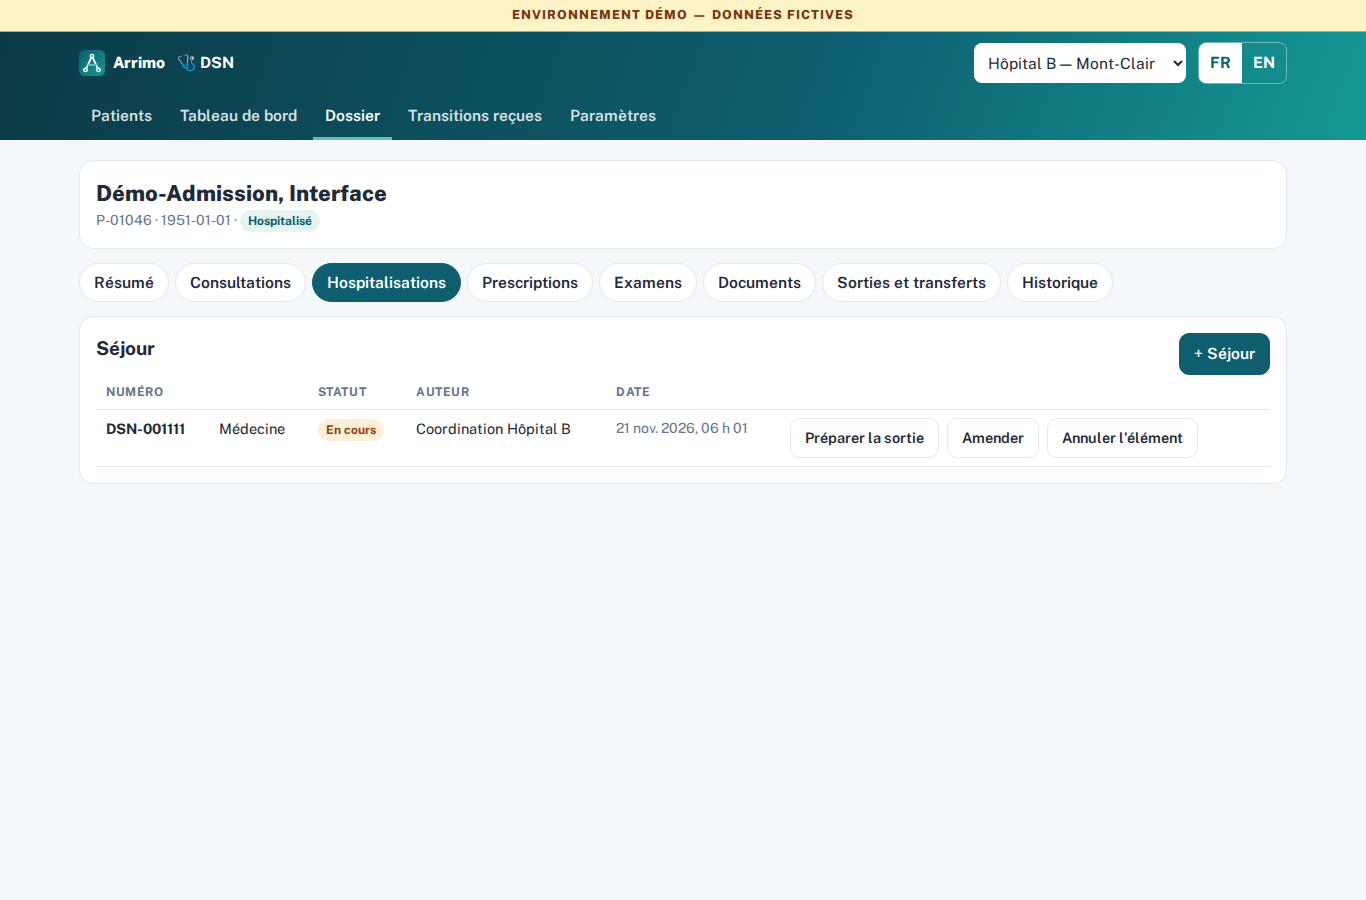 ENVIRONNEMENT DÉMO — DONNÉES FICTIVES
Arrimo DSN
Hôpital B — Mont-Clair FR EN
Patients Tableau de bord Dossier Transitions reçues Paramètres
Démo-Admission, Interface
P-01046 · 1951-01-01 · Hospitalisé
Résumé Consultations Hospitalisations Prescriptions Examens Documents Sorties et transferts Historique
Séjour
+ Séjour
NUMÉRO STATUT AUTEUR DATE
DSN-001111 Médecine En cours Coordination Hôpital B 21 nov. 2026, 06 h 01 Préparer la sortie Amender Annuler l'élément